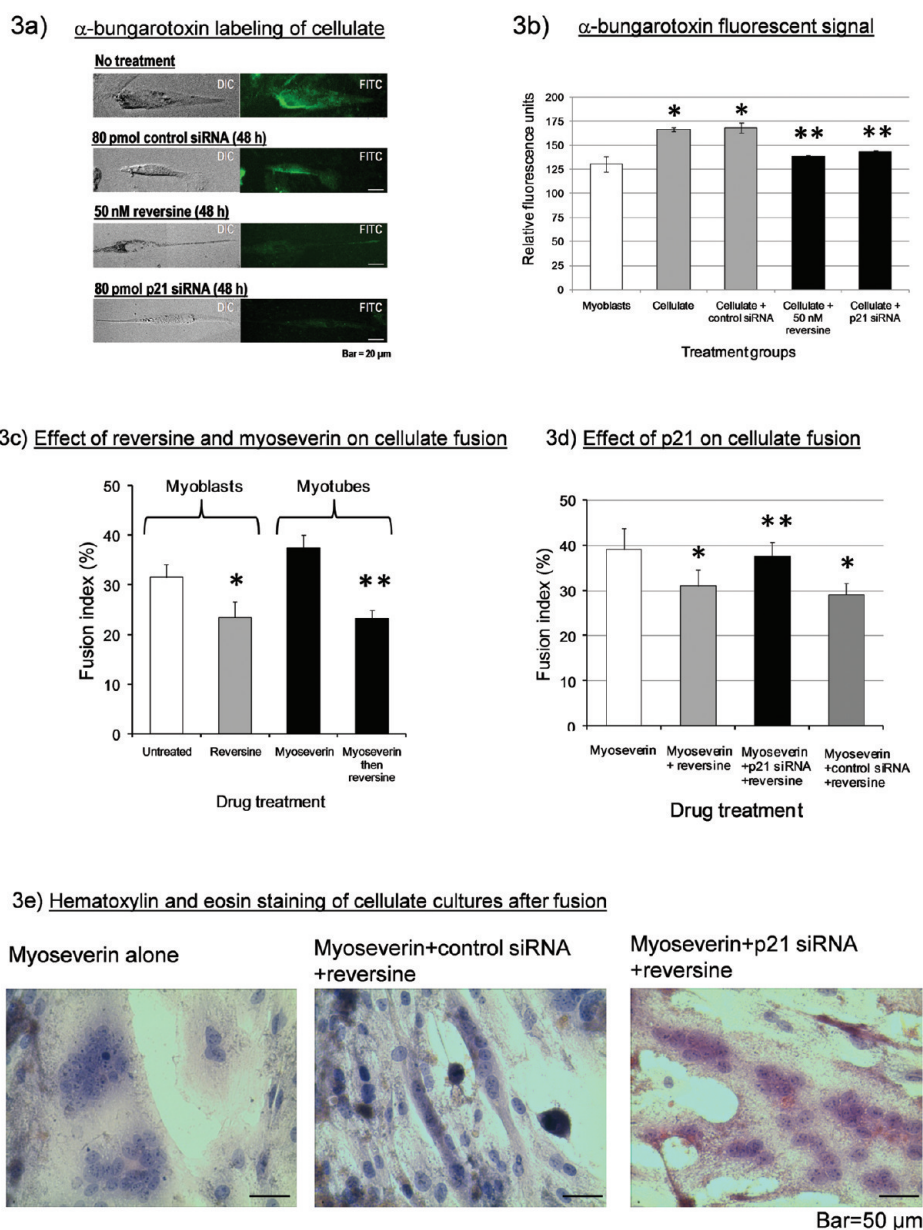 3a) α-bungarotoxin labeling of cellulate
No treatment
DIC
FITC
80 pmol control siRNA (48 h)
DIC
FITC
50 nM reversine (48 h)
DIC
FITC
80 pmol p21 siRNA (48 h)
DIC
FITC
Bar = 20 µm
3b) α-bungarotoxin fluorescent signal
Relative fluorescence units
200
175
150
125
100
75
50
25
0
*
*
**
**
Myoblasts
Cellulate
Cellulate +
control siRNA
Cellulate +
50 nM
reversine
Cellulate +
p21 siRNA
Treatment groups
3c) Effect of reversine and myoseverin on cellulate fusion
Fusion index (%)
50
40
30
20
10
0
Myoblasts
Myotubes
*
**
Untreated
Reversine
Myoseverin
Myoseverin
then
reversine
Drug treatment
3d) Effect of p21 on cellulate fusion
Fusion index (%)
50
40
30
20
10
0
*
**
*
Myoseverin
Myoseverin
+ reversine
Myoseverin
+p21 siRNA
+reversine
Myoseverin
+control siRNA
+reversine
Drug treatment
3e) Hematoxylin and eosin staining of cellulate cultures after fusion
Myoseverin alone
Myoseverin+control siRNA
+reversine
Myoseverin+p21 siRNA
+reversine
Bar=50 µm